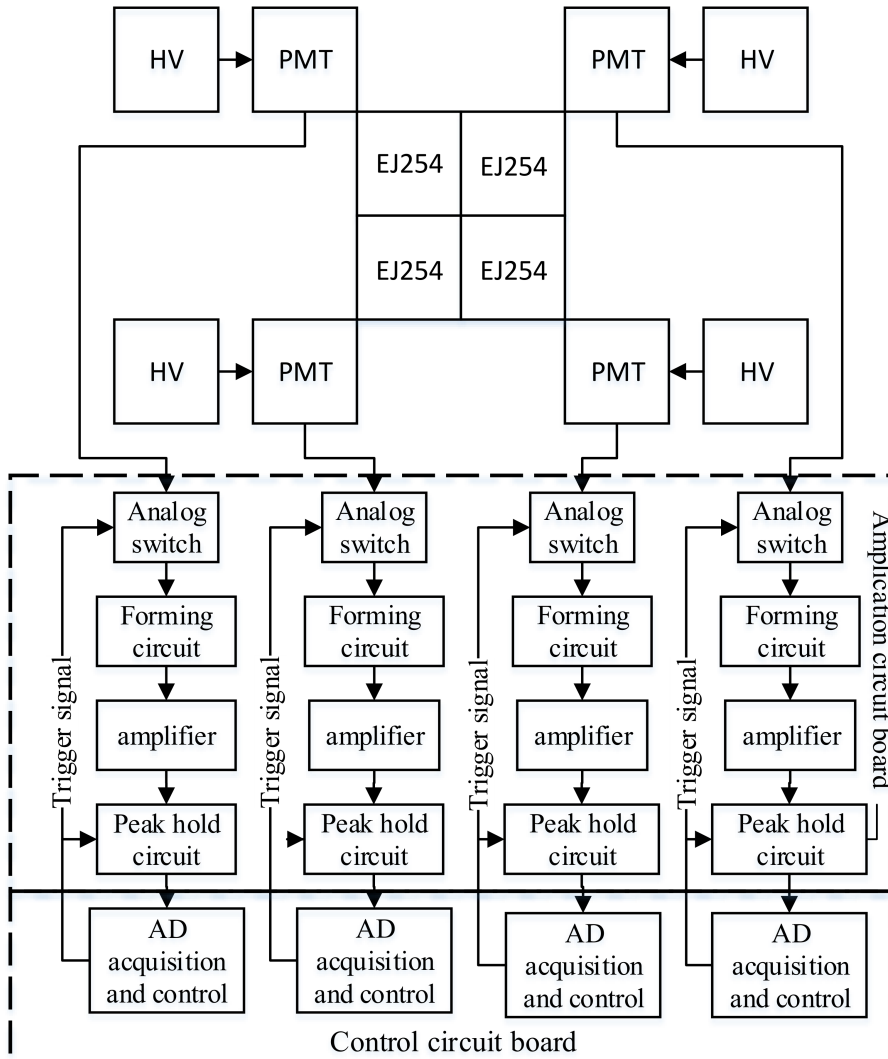 HV
PMT
PMT
HV
EJ254
EJ254
EJ254
EJ254
HV
PMT
PMT
HV
Analog
switch
Analog
switch
Analog
switch
Analog
switch
Forming
circuit
Forming
circuit
Forming
circuit
Forming
circuit
Trigger signal
Trigger signal
Trigger signal
Trigger signal
Amplication circuit board
amplifier
amplifier
amplifier
amplifier
Peak hold
circuit
Peak hold
circuit
Peak hold
circuit
Peak hold
circuit
AD
acquisition
and control
AD
acquisition
and control
AD
acquisition
and control
AD
acquisition
and control
Control circuit board